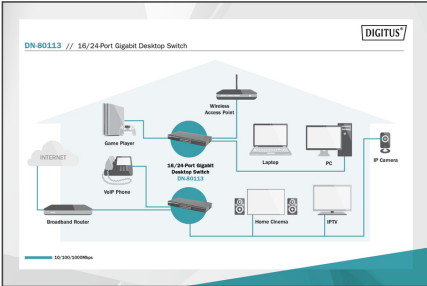 DIGITUS®
DN-80113 // 16/24-Port Gigabit Desktop Switch
Wireless
Access Point
Game Player
INTERNET
16/24-Port Gigabit
Desktop Switch
DN-80113
Laptop
PC
IP Camera
VoIP Phone
Broadband Router
Home Cinema
IPTV
10/100/1000Mbps